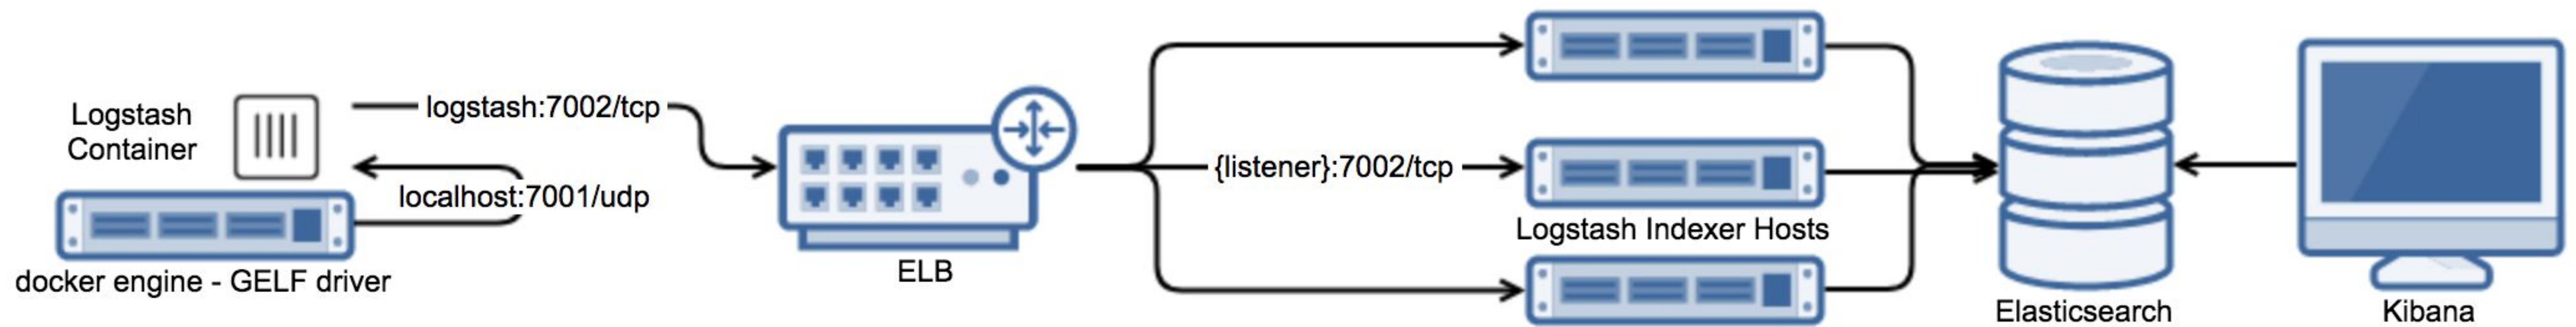 Logstash
Container
logstash:7002/tcp
localhost:7001/udp
docker engine - GELF driver
ELB
{listener}:7002/tcp
Logstash Indexer Hosts
Elasticsearch
Kibana